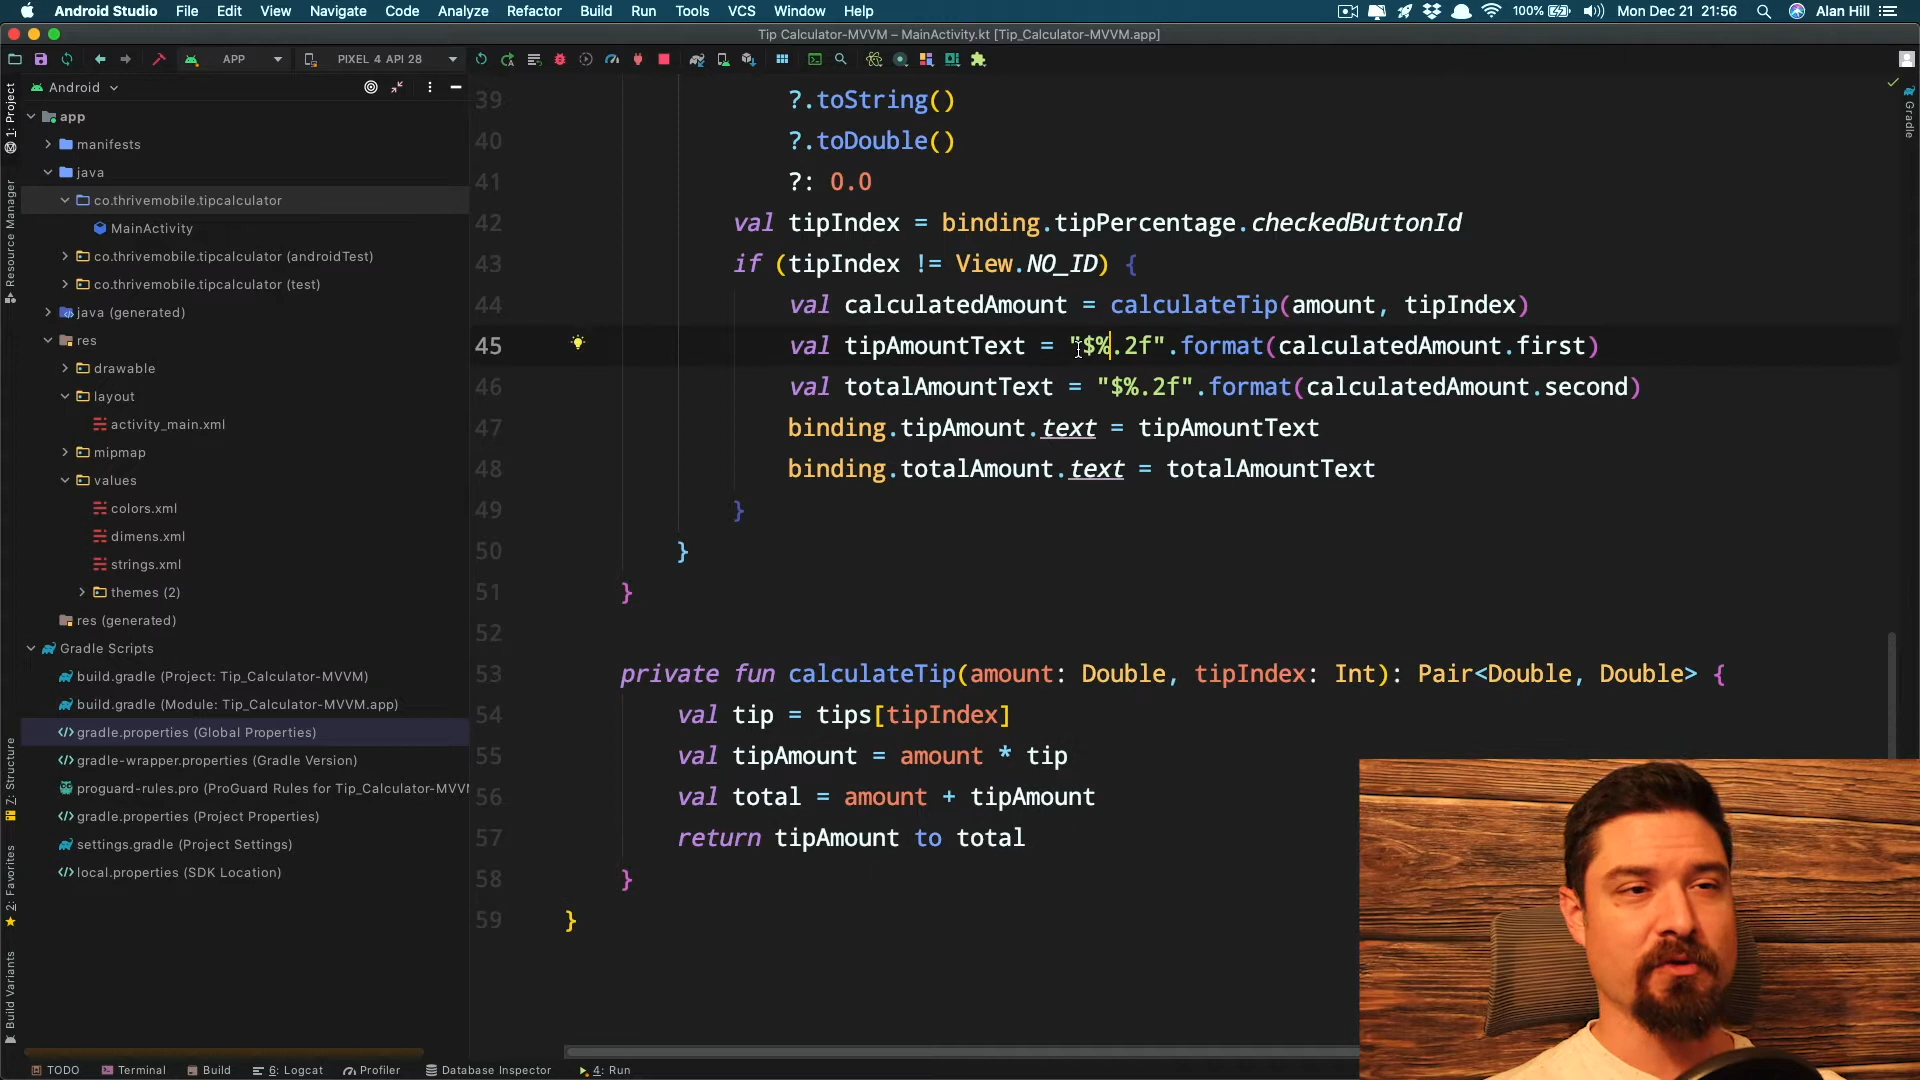 Android Studio File Edit View Navigate Code Analyze Refactor Build Run Tools VCS Window Help 100% Mon Dec 21 21:56 Alan Hill
Tip Calculator-MVVM – MainActivity.kt [Tip_Calculator-MVVM.app]
APP PIXEL 4 API 28
Android
1: Project
Resource Manager
Z: Structure
2: Favorites
Build Variants
app
manifests
java
co.thrivemobile.tipcalculator
MainActivity
co.thrivemobile.tipcalculator (androidTest)
co.thrivemobile.tipcalculator (test)
java (generated)
res
drawable
layout
activity_main.xml
mipmap
values
colors.xml
dimens.xml
strings.xml
themes (2)
res (generated)
Gradle Scripts
build.gradle (Project: Tip_Calculator-MVVM)
build.gradle (Module: Tip_Calculator-MVVM.app)
gradle.properties (Global Properties)
gradle-wrapper.properties (Gradle Version)
proguard-rules.pro (ProGuard Rules for Tip_Calculator-MVVM
gradle.properties (Project Properties)
settings.gradle (Project Settings)
local.properties (SDK Location)
39 ?.toString()
40 ?.toDouble()
41 ?: 0.0
42 val tipIndex = binding.tipPercentage.checkedButtonId
43 if (tipIndex != View.NO_ID) {
44 val calculatedAmount = calculateTip(amount, tipIndex)
45 val tipAmountText = "$%.2f".format(calculatedAmount.first)
46 val totalAmountText = "$%.2f".format(calculatedAmount.second)
47 binding.tipAmount.text = tipAmountText
48 binding.totalAmount.text = totalAmountText
49 }
50 }
51 }
52
53 private fun calculateTip(amount: Double, tipIndex: Int): Pair<Double, Double> {
54 val tip = tips[tipIndex]
55 val tipAmount = amount * tip
56 val total = amount + tipAmount
57 return tipAmount to total
58 }
59 }
Gradle
TODO Terminal Build 6: Logcat Profiler Database Inspector 4: Run